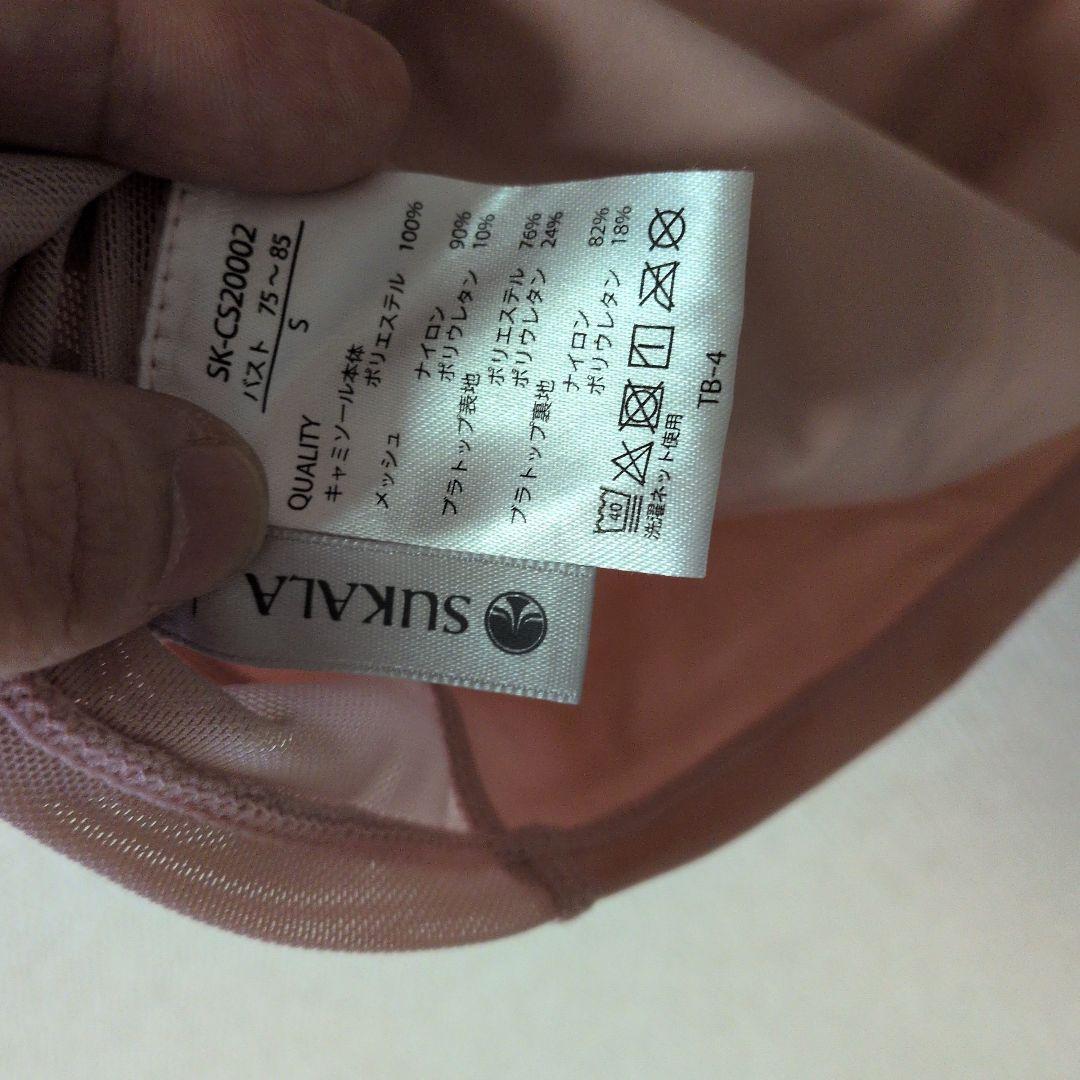 SK-CS20002
バスト 75～85
S
QUALITY
キャミソール本体
ポリエステル 100%
メッシュ
ナイロン 90%
ポリウレタン 10%
ブラトップ表地
ポリエステル 76%
ポリウレタン 24%
ブラトップ裏地
ナイロン 82%
ポリウレタン 18%
40
洗濯ネット使用
TB-4
SUKALA